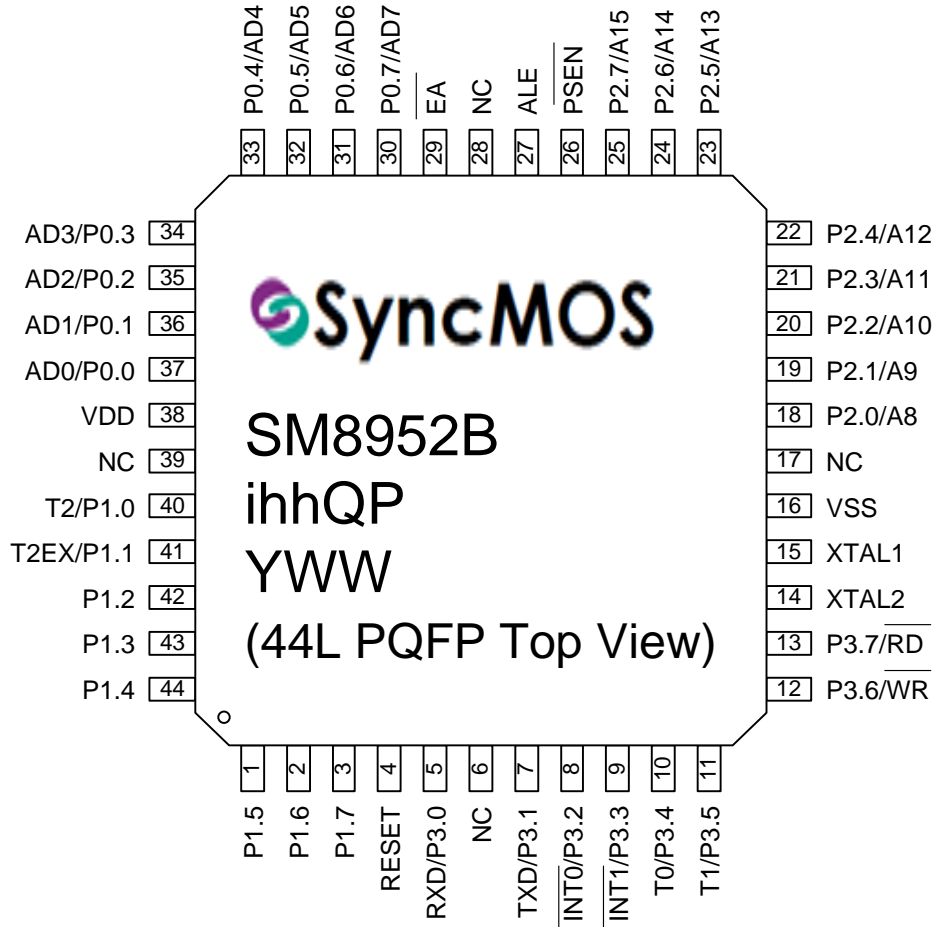 P0.4/AD4
P0.5/AD5
P0.6/AD6
P0.7/AD7
EA
NC
ALE
PSEN
P2.7/A15
P2.6/A14
P2.5/A13
33
32
31
30
29
28
27
26
25
24
23
AD3/P0.3 34
AD2/P0.2 35
AD1/P0.1 36
AD0/P0.0 37
VDD 38
NC 39
T2/P1.0 40
T2EX/P1.1 41
P1.2 42
P1.3 43
P1.4 44
SyncMOS
SM8952B
ihhQP
YWW
(44L PQFP Top View)
22 P2.4/A12
21 P2.3/A11
20 P2.2/A10
19 P2.1/A9
18 P2.0/A8
17 NC
16 VSS
15 XTAL1
14 XTAL2
13 P3.7/RD
12 P3.6/WR
1
2
3
4
5
6
7
8
9
10
11
P1.5
P1.6
P1.7
RESET
RXD/P3.0
NC
TXD/P3.1
INT0/P3.2
INT1/P3.3
T0/P3.4
T1/P3.5